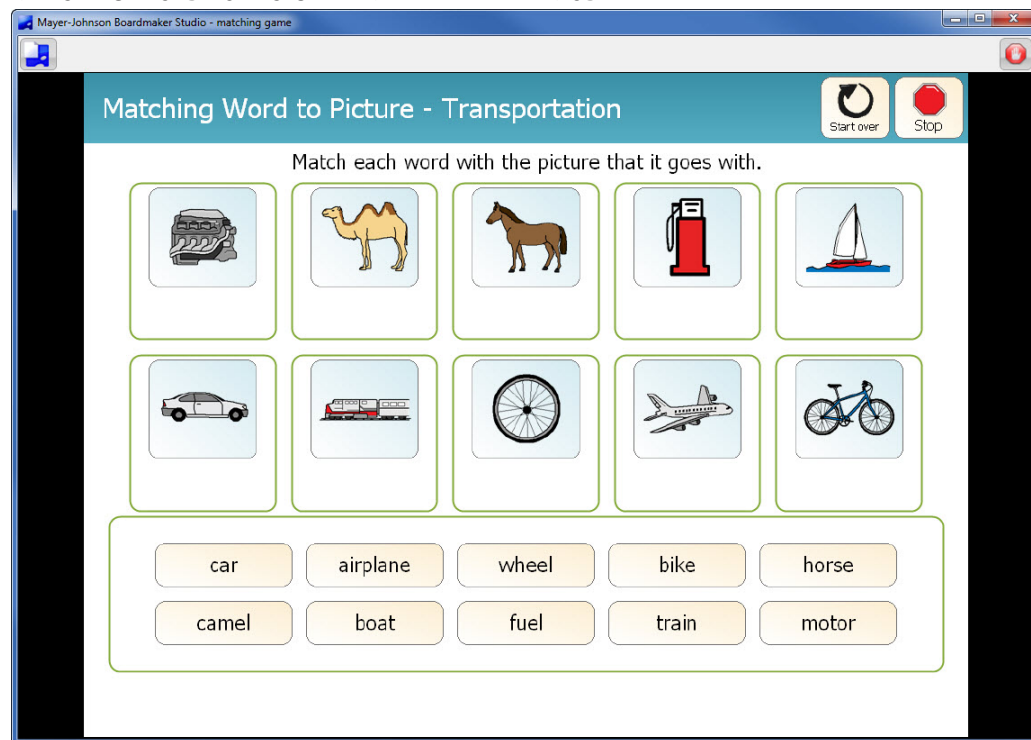 Mayer-Johnson Boardmaker Studio - matching game
Matching Word to Picture - Transportation
Start over
Stop
Match each word with the picture that it goes with.
car airplane wheel bike horse
camel boat fuel train motor